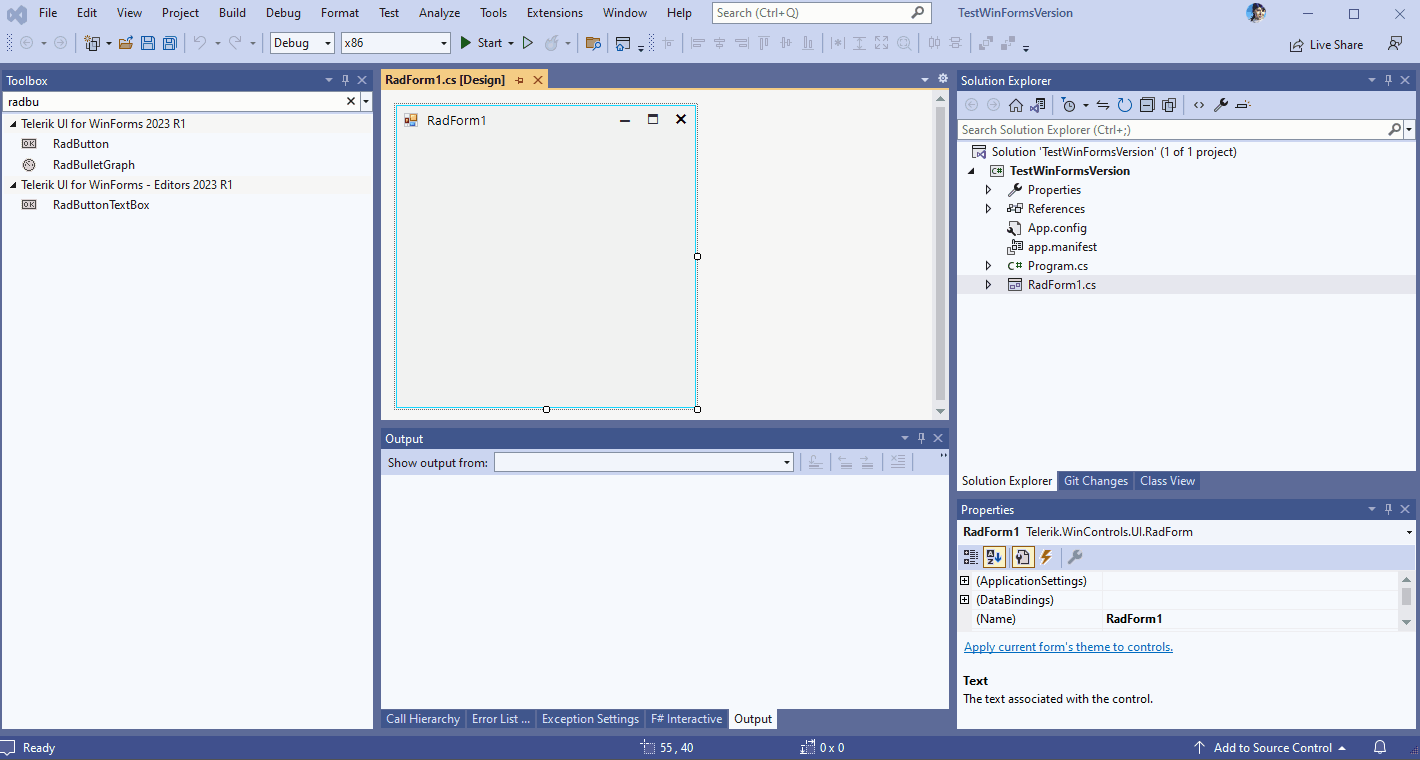 File Edit View Project Build Debug Format Test Analyze Tools Extensions Window Help Search (Ctrl+Q) TestWinFormsVersion
Debug x86 Start Live Share
Toolbox
radbu
Telerik UI for WinForms 2023 R1
RadButton
RadBulletGraph
Telerik UI for WinForms - Editors 2023 R1
RadButtonTextBox
RadForm1.cs [Design]
RadForm1
Output
Show output from:
Call Hierarchy Error List ... Exception Settings F# Interactive Output
Solution Explorer
Search Solution Explorer (Ctrl+;)
Solution 'TestWinFormsVersion' (1 of 1 project)
C# TestWinFormsVersion
Properties
References
App.config
app.manifest
C# Program.cs
RadForm1.cs
Solution Explorer Git Changes Class View
Properties
RadForm1 Telerik.WinControls.UI.RadForm
(ApplicationSettings)
(DataBindings)
(Name) RadForm1
Apply current form's theme to controls.
Text
The text associated with the control.
Ready 55 , 40 0 x 0 Add to Source Control